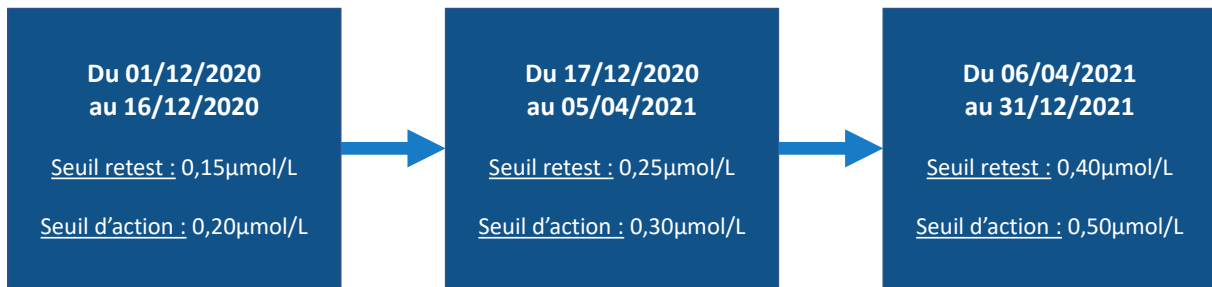 Du 01/12/2020
au 16/12/2020
Seuil retest : 0,15µmol/L
Seuil d’action : 0,20µmol/L
Du 17/12/2020
au 05/04/2021
Seuil retest : 0,25µmol/L
Seuil d’action : 0,30µmol/L
Du 06/04/2021
au 31/12/2021
Seuil retest : 0,40µmol/L
Seuil d’action : 0,50µmol/L